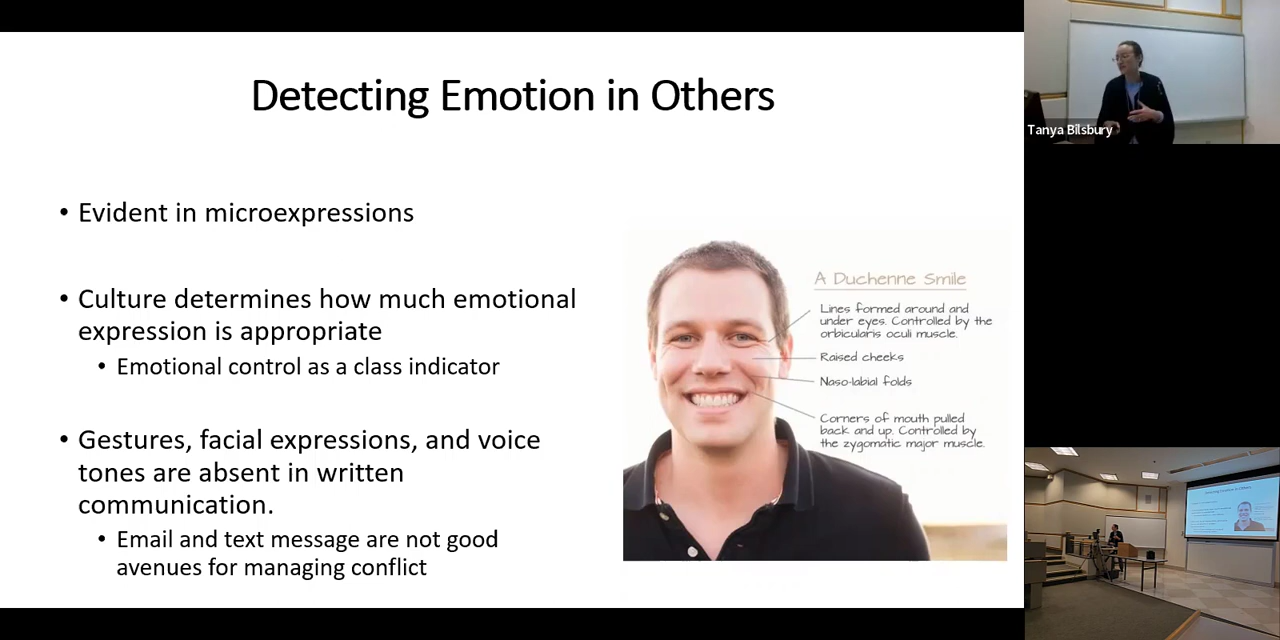 Detecting Emotion in Others
• Evident in microexpressions
• Culture determines how much emotional
expression is appropriate
• Emotional control as a class indicator
• Gestures, facial expressions, and voice
tones are absent in written
communication.
• Email and text message are not good
avenues for managing conflict
A Duchenne Smile
Lines formed around and
under eyes. Controlled by the
orbicularis oculi muscle.
Raised cheeks
Naso-labial folds
Corners of mouth pulled
back and up. Controlled by
the zygomatic major muscle.
Tanya Bilsbury
Detecting Emotion in Others